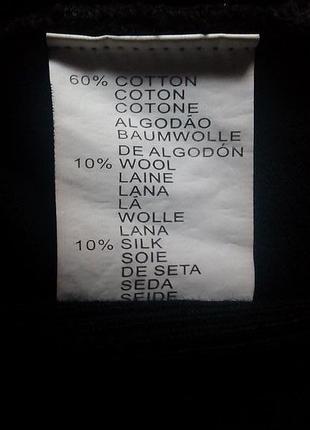 60% COTTON
COTON
COTONE
ALGODÃO
BAUMWOLLE
DE ALGODÓN
10% WOOL
LAINE
LANA
LÃ
WOLLE
LANA
10% SILK
SOIE
DE SETA
SEDA
SEIDE